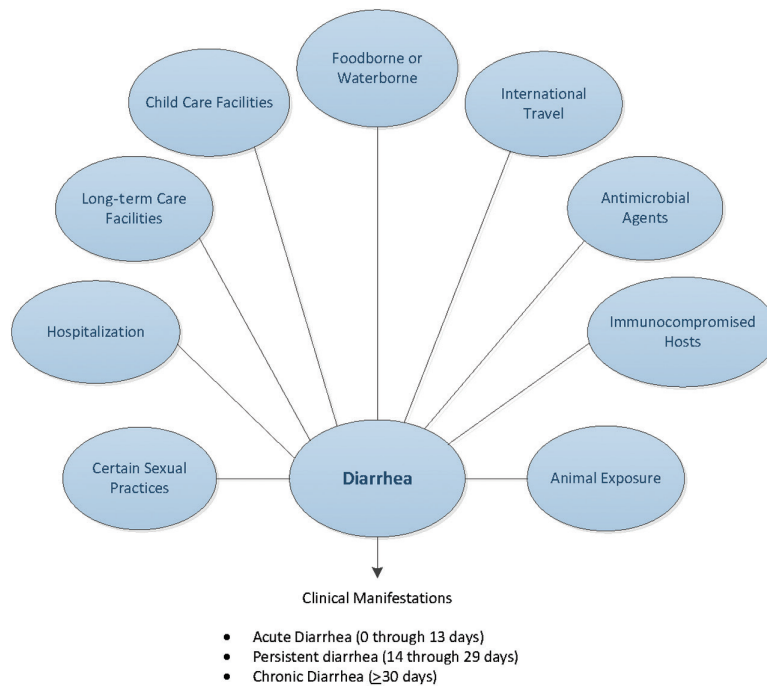 Foodborne or
Waterborne
Child Care Facilities
International
Travel
Long-term Care
Facilities
Antimicrobial
Agents
Hospitalization
Immunocompromised
Hosts
Certain Sexual
Practices
Diarrhea
Animal Exposure
Clinical Manifestations
• Acute Diarrhea (0 through 13 days)
• Persistent diarrhea (14 through 29 days)
• Chronic Diarrhea (≥30 days)